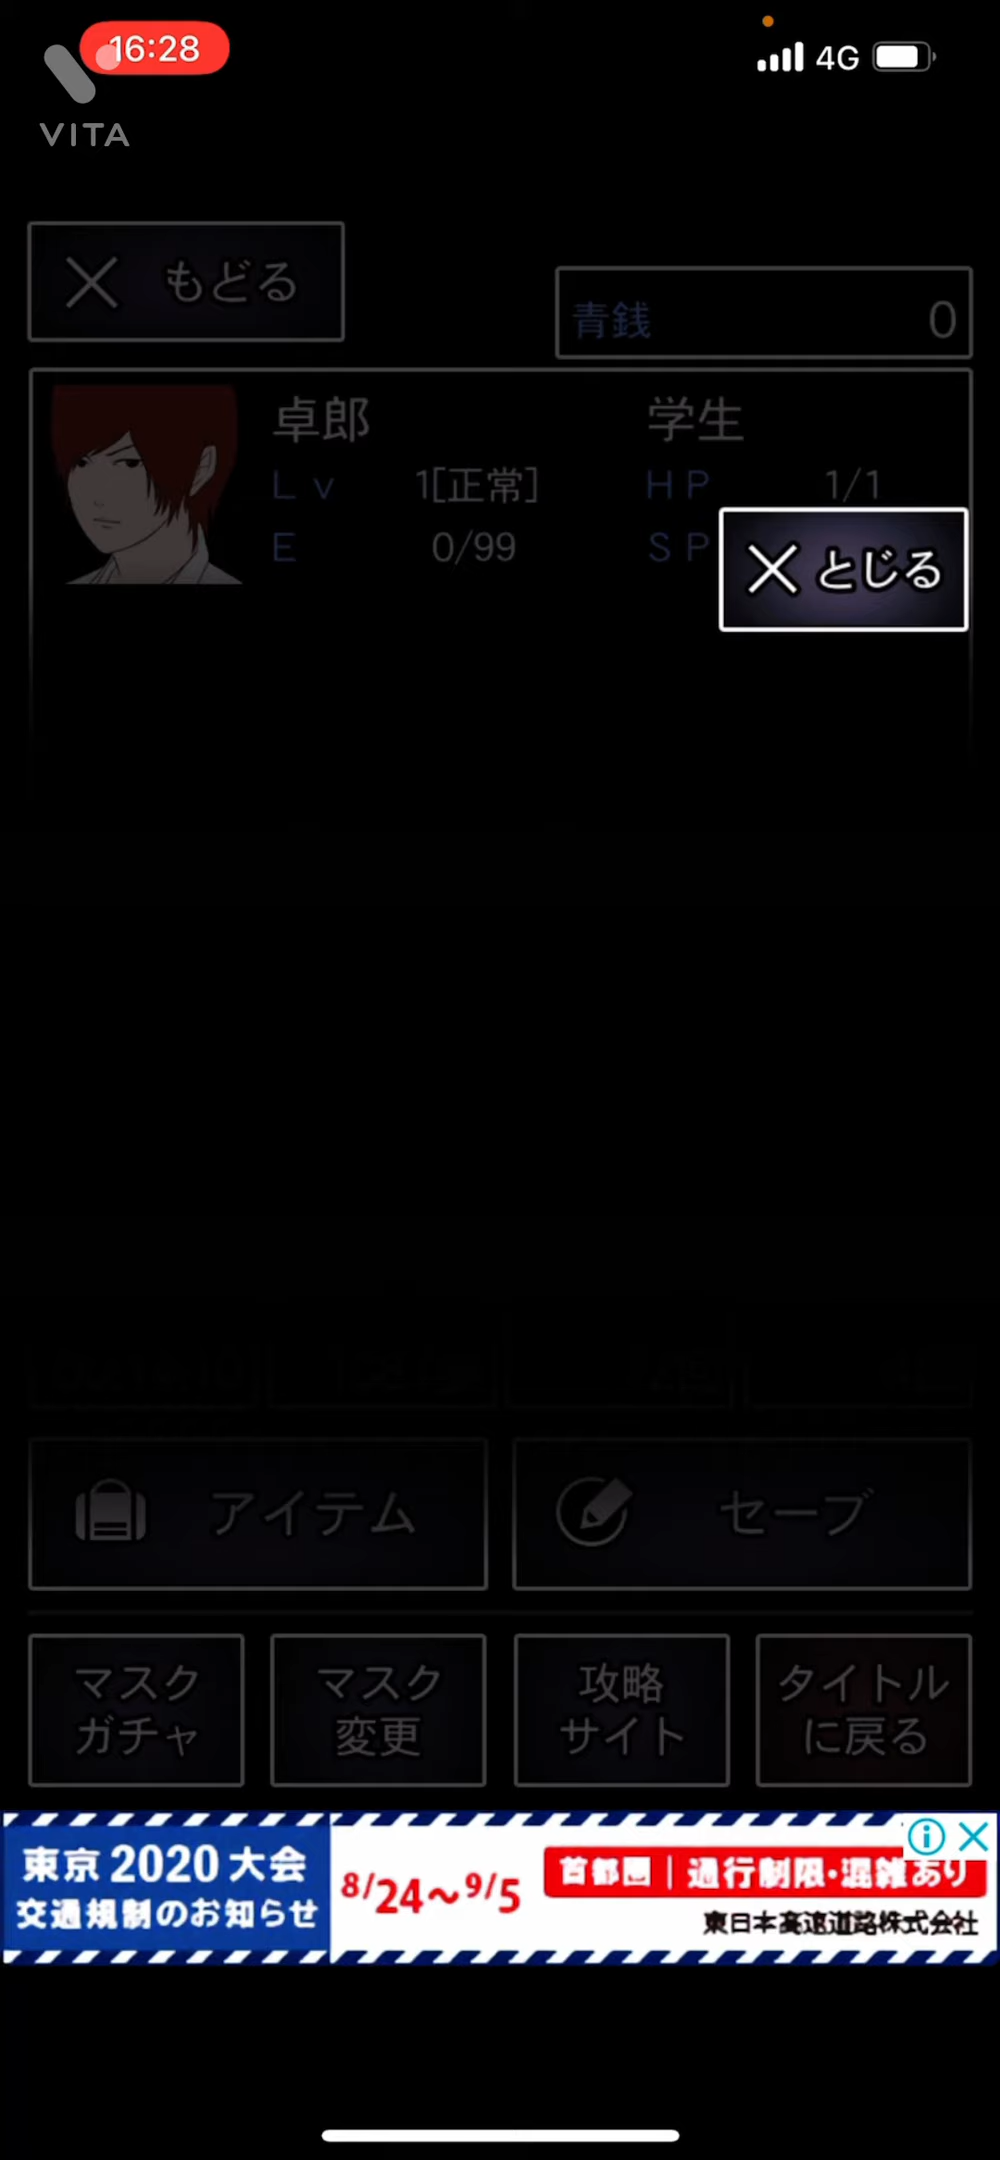 16:28
4G
VITA
もどる
青銭 0
卓郎 学生
Lv 1[正常] HP 1/1
E 0/99 SP
とじる
アイテム セーブ
マスク
ガチャ
マスク
変更
攻略
サイト
タイトル
に戻る
東京2020大会
交通規制のお知らせ
8/24~9/5
首都圏|通行制限・混雑あり
東日本高速道路株式会社